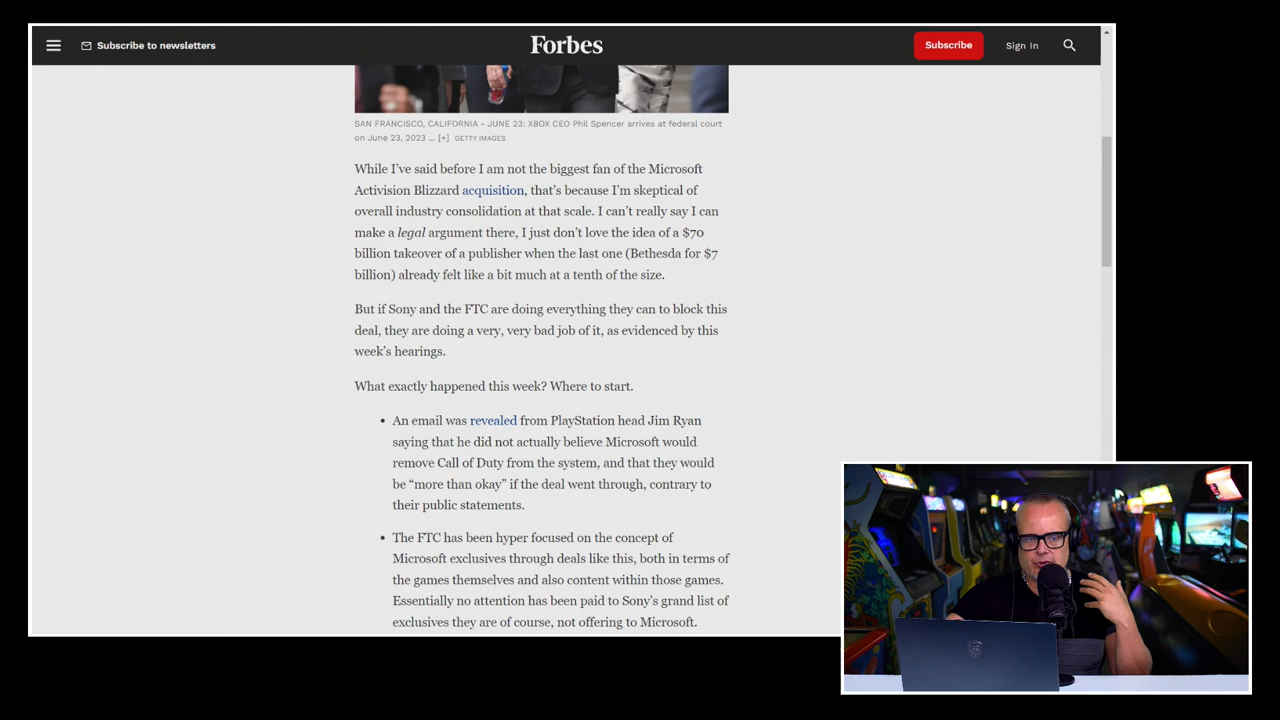 Subscribe to newsletters
Forbes
Subscribe
Sign In
SAN FRANCISCO, CALIFORNIA - JUNE 23: XBOX CEO Phil Spencer arrives at federal court
on June 23, 2023 ... [+] GETTY IMAGES
While I've said before I am not the biggest fan of the Microsoft
Activision Blizzard acquisition, that's because I'm skeptical of
overall industry consolidation at that scale. I can't really say I can
make a legal argument there, I just don't love the idea of a $70
billion takeover of a publisher when the last one (Bethesda for $7
billion) already felt like a bit much at a tenth of the size.
But if Sony and the FTC are doing everything they can to block this
deal, they are doing a very, very bad job of it, as evidenced by this
week's hearings.
What exactly happened this week? Where to start.
• An email was revealed from PlayStation head Jim Ryan
saying that he did not actually believe Microsoft would
remove Call of Duty from the system, and that they would
be “more than okay” if the deal went through, contrary to
their public statements.
• The FTC has been hyper focused on the concept of
Microsoft exclusives through deals like this, both in terms of
the games themselves and also content within those games.
Essentially no attention has been paid to Sony's grand list of
exclusives they are of course, not offering to Microsoft.